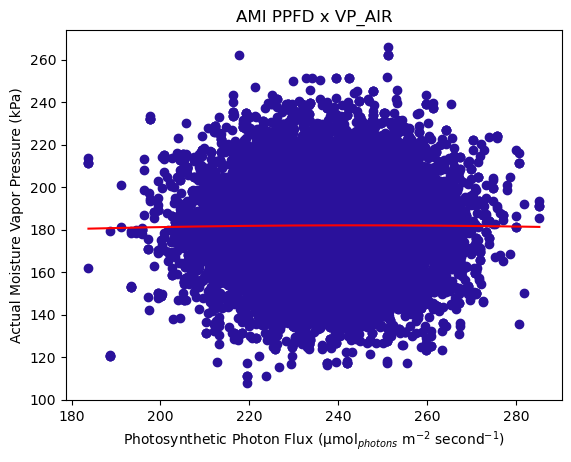 AMI PPFD x VP_AIR
Actual Moisture Vapor Pressure (kPa)
260
240
220
200
180
160
140
120
100
180 200 220 240 260 280
Photosynthetic Photon Flux (μmol_photons m⁻² second⁻¹)